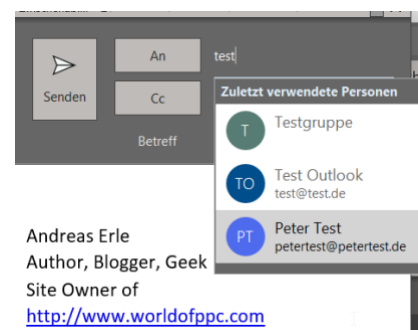 An
test
Senden
Cc
Zuletzt verwendete Personen
Betreff
T
Testgruppe
TO
Test Outlook
test@test.de
PT
Peter Test
petertest@petertest.de
Andreas Erle
Author, Blogger, Geek
Site Owner of
http://www.worldofppc.com